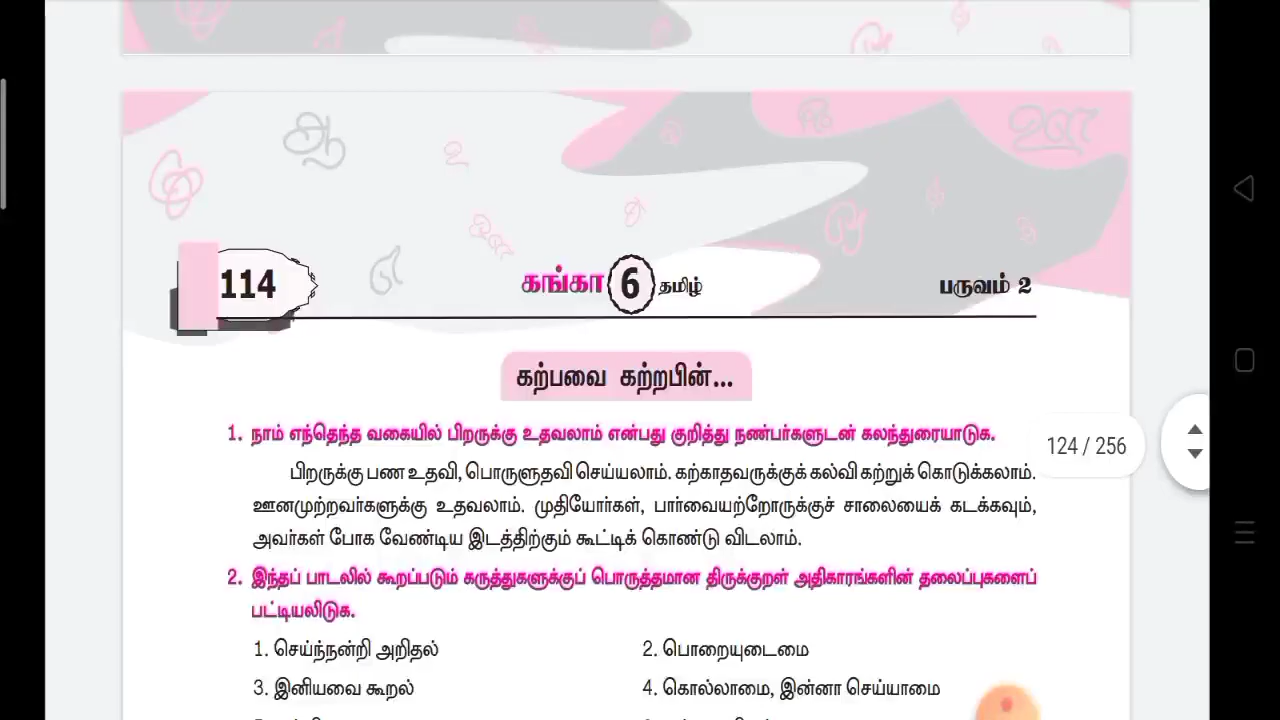 114 கங்கா 6 தமிழ் பருவம் 2
கற்பவை கற்றபின்...
1. நாம் எந்தெந்த வகையில் பிறருக்கு உதவலாம் என்பது குறித்து நண்பர்களுடன் கலந்துரையாடுக.
124 / 256
பிறருக்கு பண உதவி, பொருளுதவி செய்யலாம். கற்காதவருக்குக் கல்வி கற்றுக் கொடுக்கலாம்.
ஊனமுற்றவர்களுக்கு உதவலாம். முதியோர்கள், பார்வையற்றோருக்குச் சாலையைக் கடக்கவும்,
அவர்கள் போக வேண்டிய இடத்திற்கும் கூட்டிக் கொண்டு விடலாம்.
2. இந்தப் பாடலில் கூறப்படும் கருத்துகளுக்குப் பொருத்தமான திருக்குறள் அதிகாரங்களின் தலைப்புகளைப்
பட்டியலிடுக.
1. செய்ந்நன்றி அறிதல் 2. பொறையுடைமை
3. இனியவை கூறல் 4. கொல்லாமை, இன்னா செய்யாமை